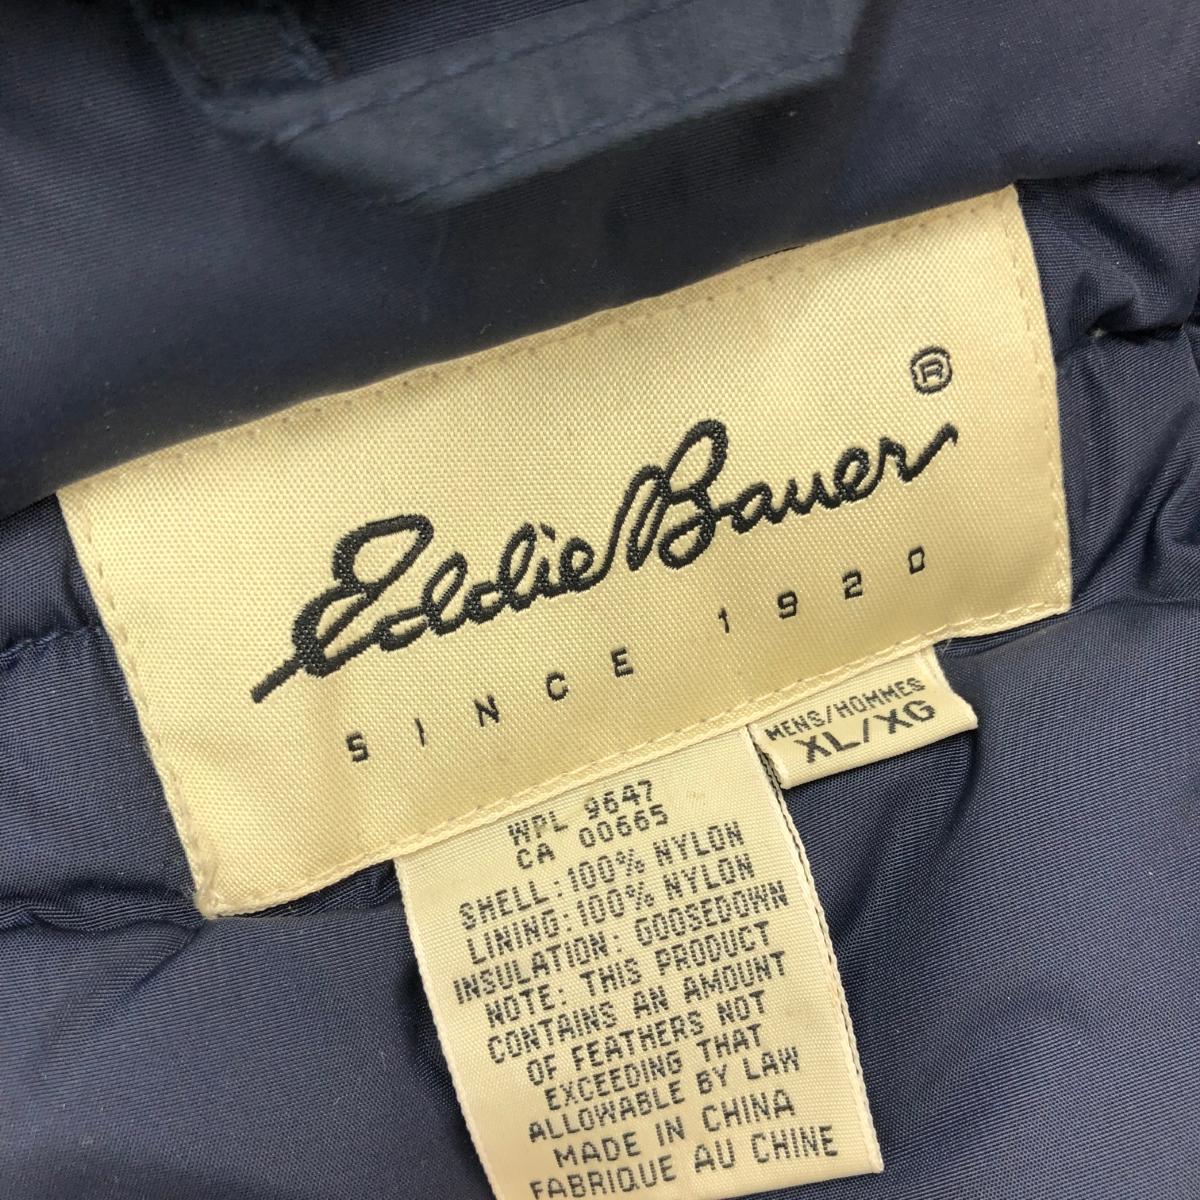 Eddie Bauer ®
SINCE 1920
MENS/HOMMES
XL/XG
WPL 9647
CA 00665
SHELL:100% NYLON
LINING:100% NYLON
INSULATION: GOOSEDOWN
NOTE: THIS PRODUCT
CONTAINS AN AMOUNT
OF FEATHERS NOT
EXCEEDING THAT
ALLOWABLE BY LAW
MADE IN CHINA
FABRIQUE AU CHINE